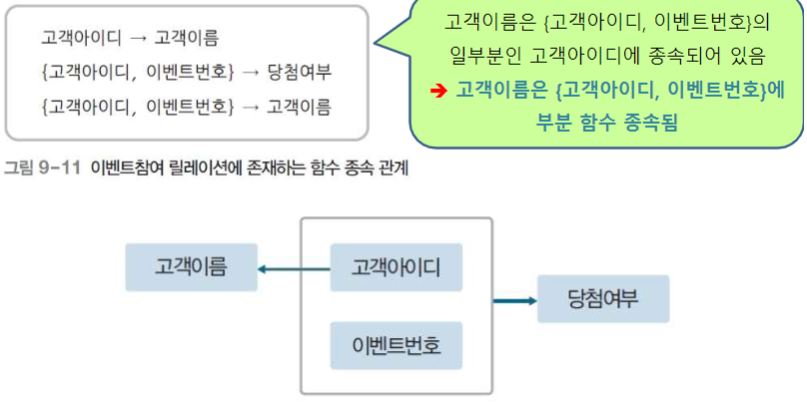 고객아이디 → 고객이름
{고객아이디, 이벤트번호} → 당첨여부
{고객아이디, 이벤트번호} → 고객이름
고객이름은 {고객아이디, 이벤트번호}의
일부분인 고객아이디에 종속되어 있음
➔ 고객이름은 {고객아이디, 이벤트번호}에
부분 함수 종속됨
그림 9-11 이벤트참여 릴레이션에 존재하는 함수 종속 관계
고객이름
고객아이디
당첨여부
이벤트번호